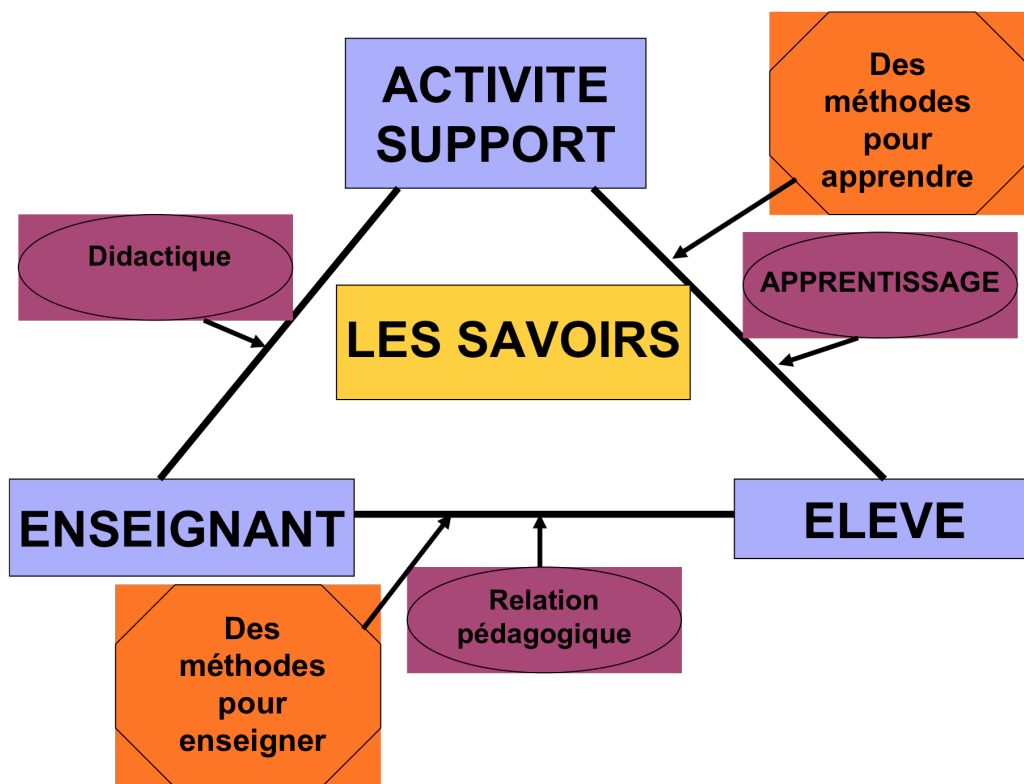 ACTIVITE
SUPPORT
Des
méthodes
pour
apprendre
Didactique
APPRENTISSAGE
LES SAVOIRS
ENSEIGNANT
ELEVE
Relation
pédagogique
Des
méthodes
pour
enseigner